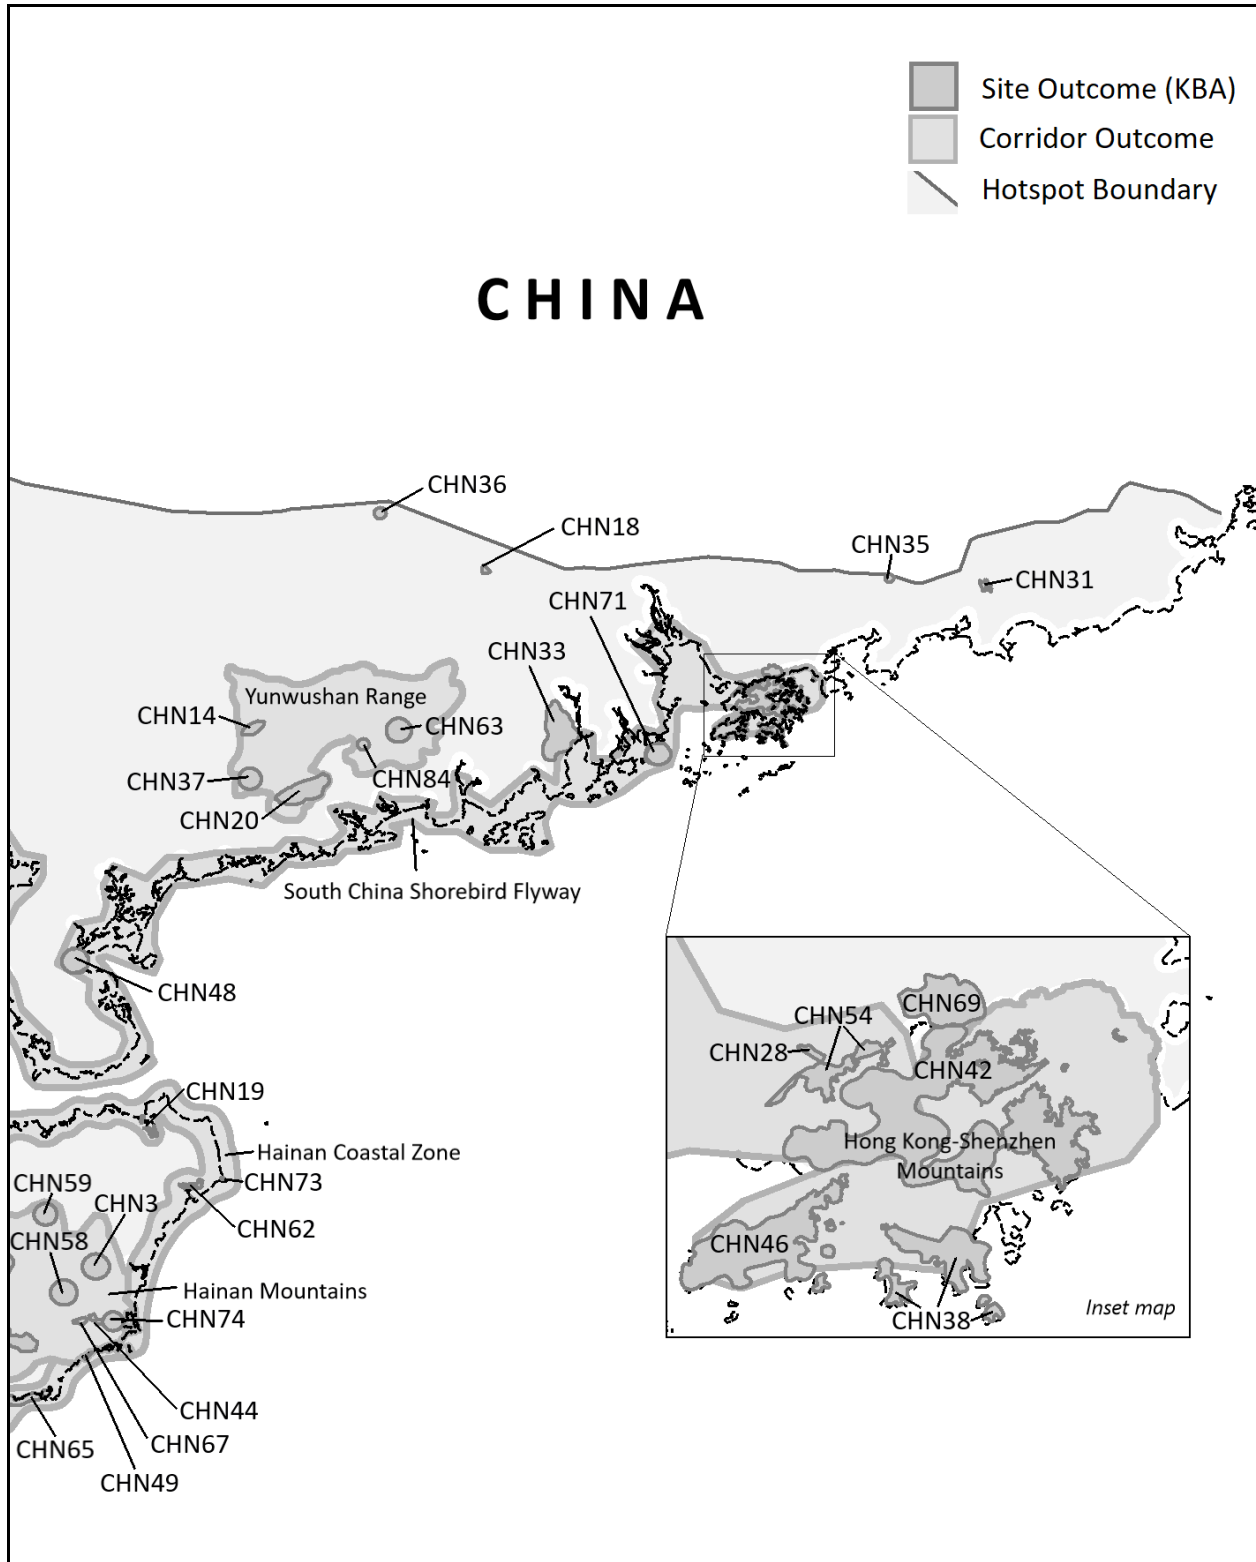 Site Outcome (KBA)
Corridor Outcome
Hotspot Boundary
CHINA
CHN36
CHN18
CHN35
CHN31
CHN71
CHN33
Yunwushan Range
CHN14
CHN63
CHN37
CHN84
CHN20
South China Shorebird Flyway
CHN48
CHN69
CHN54
CHN28
CHN42
CHN19
Hong Kong-Shenzhen
Mountains
Hainan Coastal Zone
CHN59
CHN73
CHN3
CHN62
CHN58
CHN46
Hainan Mountains
Inset map
CHN74
CHN38
CHN44
CHN67
CHN65
CHN49